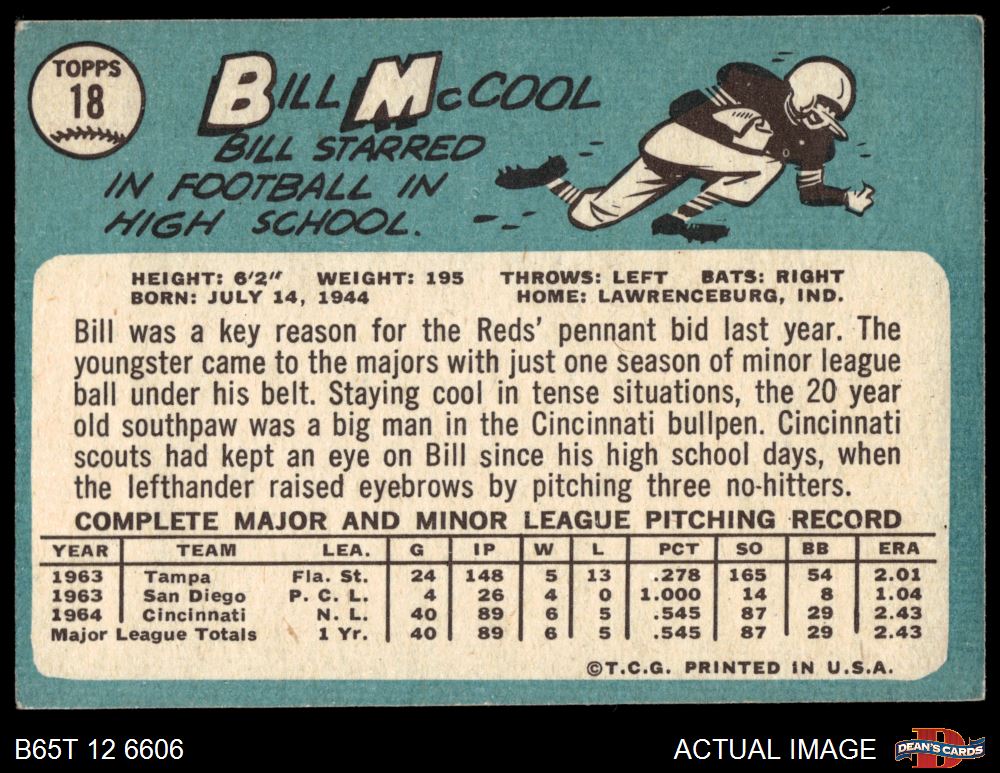 TOPPS
18
BILL McCOOL
BILL STARRED
IN FOOTBALL IN
HIGH SCHOOL.
HEIGHT: 6'2" WEIGHT: 195 THROWS: LEFT BATS: RIGHT
BORN: JULY 14, 1944 HOME: LAWRENCEBURG, IND.
Bill was a key reason for the Reds' pennant bid last year. The
youngster came to the majors with just one season of minor league
ball under his belt. Staying cool in tense situations, the 20 year
old southpaw was a big man in the Cincinnati bullpen. Cincinnati
scouts had kept an eye on Bill since his high school days, when
the lefthander raised eyebrows by pitching three no-hitters.
COMPLETE MAJOR AND MINOR LEAGUE PITCHING RECORD
YEAR TEAM LEA. G IP W L PCT SO BB ERA
1963 Tampa Fla. St. 24 148 5 13 .278 165 54 2.01
1963 San Diego P. C. L. 4 26 4 0 1.000 14 8 1.04
1964 Cincinnati N. L. 40 89 6 5 .545 87 29 2.43
Major League Totals 1 Yr. 40 89 6 5 .545 87 29 2.43
©T.C.G. PRINTED IN U.S.A.
B65T 12 6606 ACTUAL IMAGE D DEAN'S CARDS